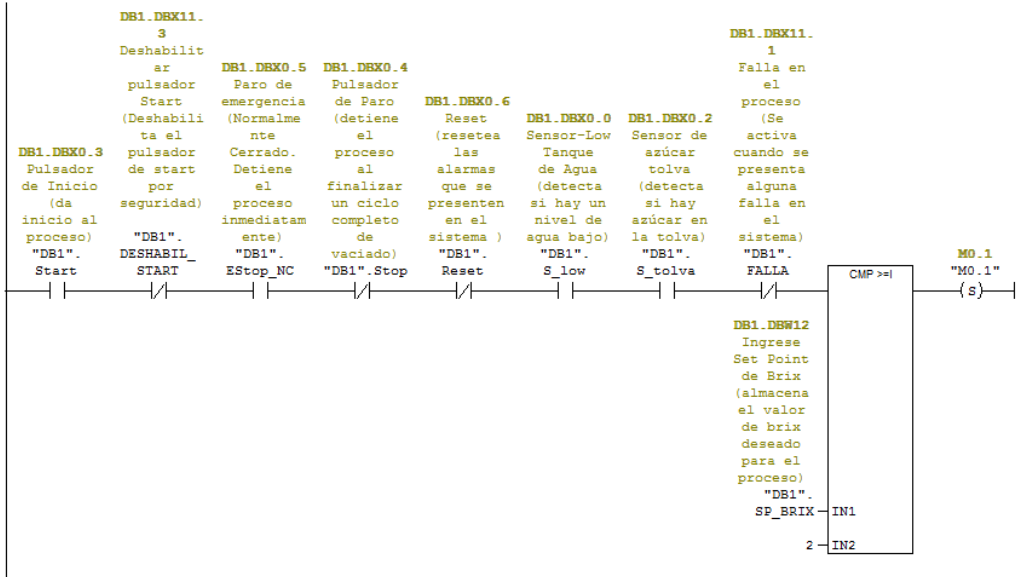 DB1.DBX11.
3
Deshabilit
ar
pulsador
Start
(Deshabili
ta el
pulsador
de start
por
seguridad)
"DB1".
DESHABIL_
START
DB1.DBX0.3
Pulsador
de Inicio
(da
inicio al
proceso)
"DB1".
Start
DB1.DBX0.5
Paro de
emergencia
(Normalme
nte
Cerrado.
Detiene
el
proceso
inmediatam
ente)
"DB1".
EStop_NC
DB1.DBX0.4
Pulsador
de Paro
(detiene
el
proceso
al
finalizar
un ciclo
completo
de
vaciado)
"DB1".Stop
DB1.DBX0.6
Reset
(resetea
las
alarmas
que se
presenten
en el
sistema )
"DB1".
Reset
DB1.DBX0.0
Sensor-Low
Tanque
de Agua
(detecta
si hay un
nivel de
agua bajo)
"DB1".
S_low
DB1.DBX0.2
Sensor de
azúcar
tolva
(detecta
si hay
azúcar en
la tolva)
"DB1".
S_tolva
DB1.DBX11.
1
Falla en
el
proceso
(Se
activa
cuando se
presenta
alguna
falla en
el
sistema)
"DB1".
FALLA
CMP >=I
M0.1
"M0.1"
(S)
DB1.DBW12
Ingrese
Set Point
de Brix
(almacena
el valor
de brix
deseado
para el
proceso)
"DB1".
SP_BRIX IN1
2 IN2